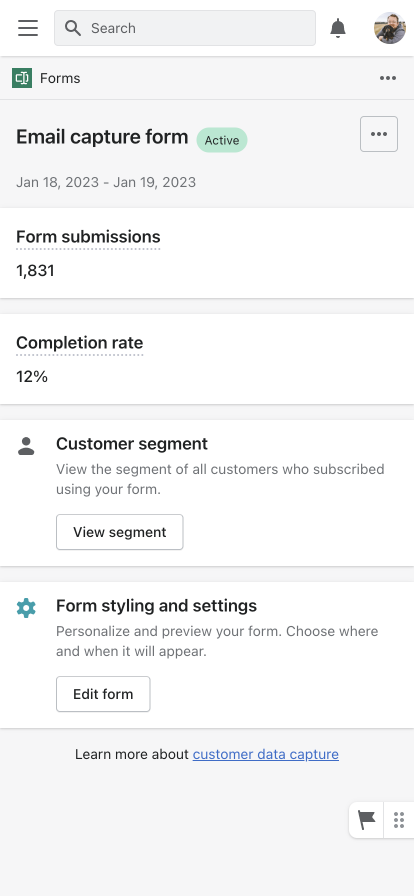 Search
Forms
Email capture form
Active
Jan 18, 2023 - Jan 19, 2023
Form submissions
1,831
Completion rate
12%
Customer segment
View the segment of all customers who subscribed
using your form.
View segment
Form styling and settings
Personalize and preview your form. Choose where
and when it will appear.
Edit form
Learn more about customer data capture